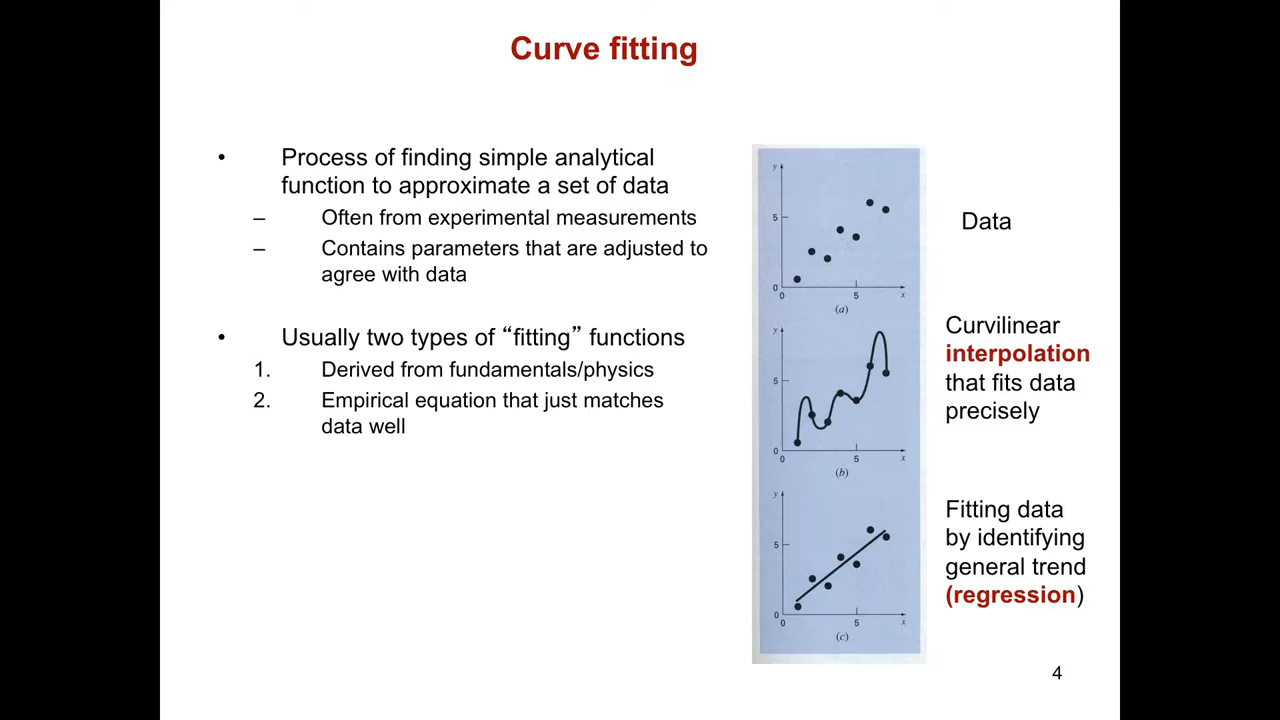 Curve fitting
• Process of finding simple analytical
function to approximate a set of data
– Often from experimental measurements
– Contains parameters that are adjusted to
agree with data
• Usually two types of “fitting” functions
1. Derived from fundamentals/physics
2. Empirical equation that just matches
data well
y
5
0
0 5 x
(a)
Data
y
5
0
0 5 x
(b)
Curvilinear
interpolation
that fits data
precisely
y
5
0
0 5 x
(c)
Fitting data
by identifying
general trend
(regression)
4